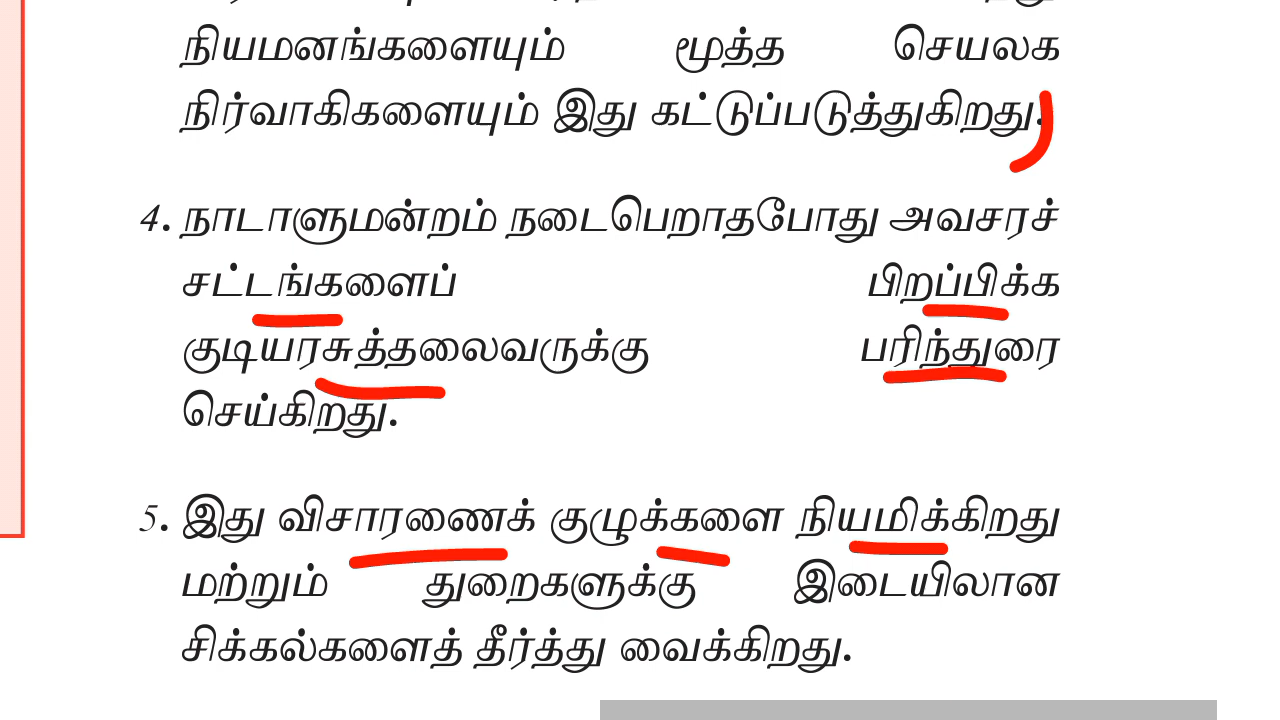 நியமனங்களையும் மூத்த செயலக
நிர்வாகிகளையும் இது கட்டுப்படுத்துகிறது.
4. நாடாளுமன்றம் நடைபெறாதபோது அவசரச்
சட்டங்களைப் பிறப்பிக்க
குடியரசுத்தலைவருக்கு பரிந்துரை
செய்கிறது.
5. இது விசாரணைக் குழுக்களை நியமிக்கிறது
மற்றும் துறைகளுக்கு இடையிலான
சிக்கல்களைத் தீர்த்து வைக்கிறது.